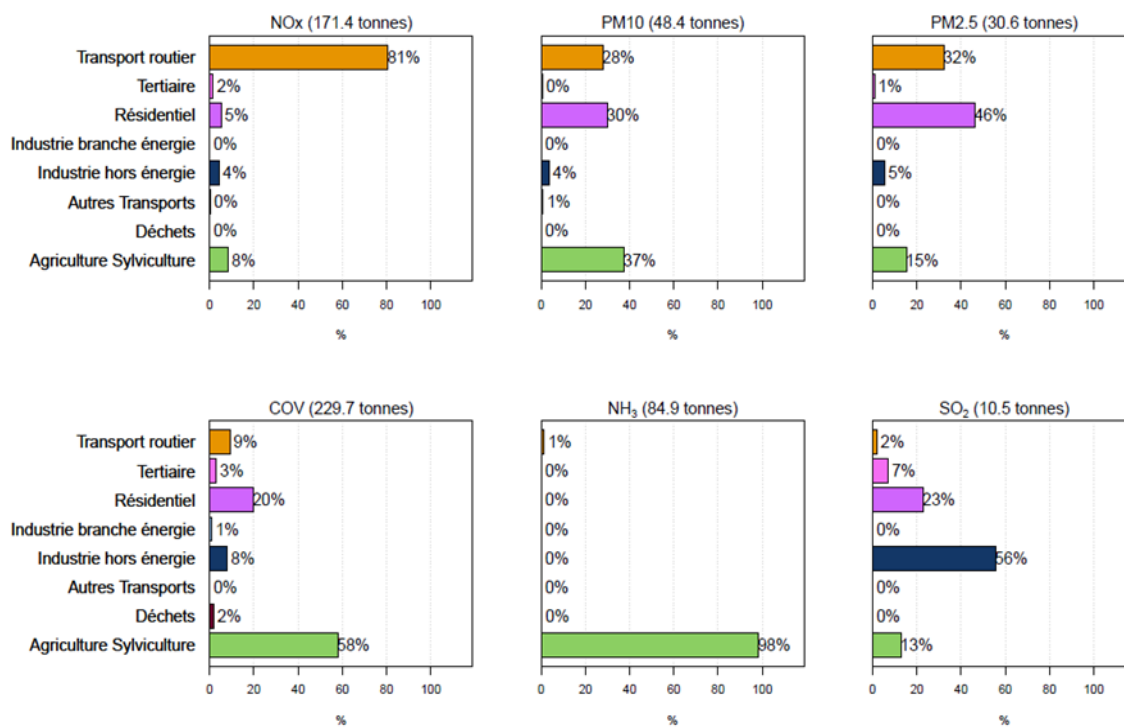 NOx (171.4 tonnes) PM10 (48.4 tonnes) PM2.5 (30.6 tonnes)
Transport routier 81% 28% 32%
Tertiaire 2% 0% 1%
Résidentiel 5% 30% 46%
Industrie branche énergie 0% 0% 0%
Industrie hors énergie 4% 4% 5%
Autres Transports 0% 1% 0%
Déchets 0% 0% 0%
Agriculture Sylviculture 8% 37% 15%
0 20 40 60 80 100 0 20 40 60 80 100 0 20 40 60 80 100
% % %
COV (229.7 tonnes) NH₃ (84.9 tonnes) SO₂ (10.5 tonnes)
Transport routier 9% 1% 2%
Tertiaire 3% 0% 7%
Résidentiel 20% 0% 23%
Industrie branche énergie 1% 0% 0%
Industrie hors énergie 8% 0% 56%
Autres Transports 0% 0% 0%
Déchets 2% 0% 0%
Agriculture Sylviculture 58% 98% 13%
0 20 40 60 80 100 0 20 40 60 80 100 0 20 40 60 80 100
% % %